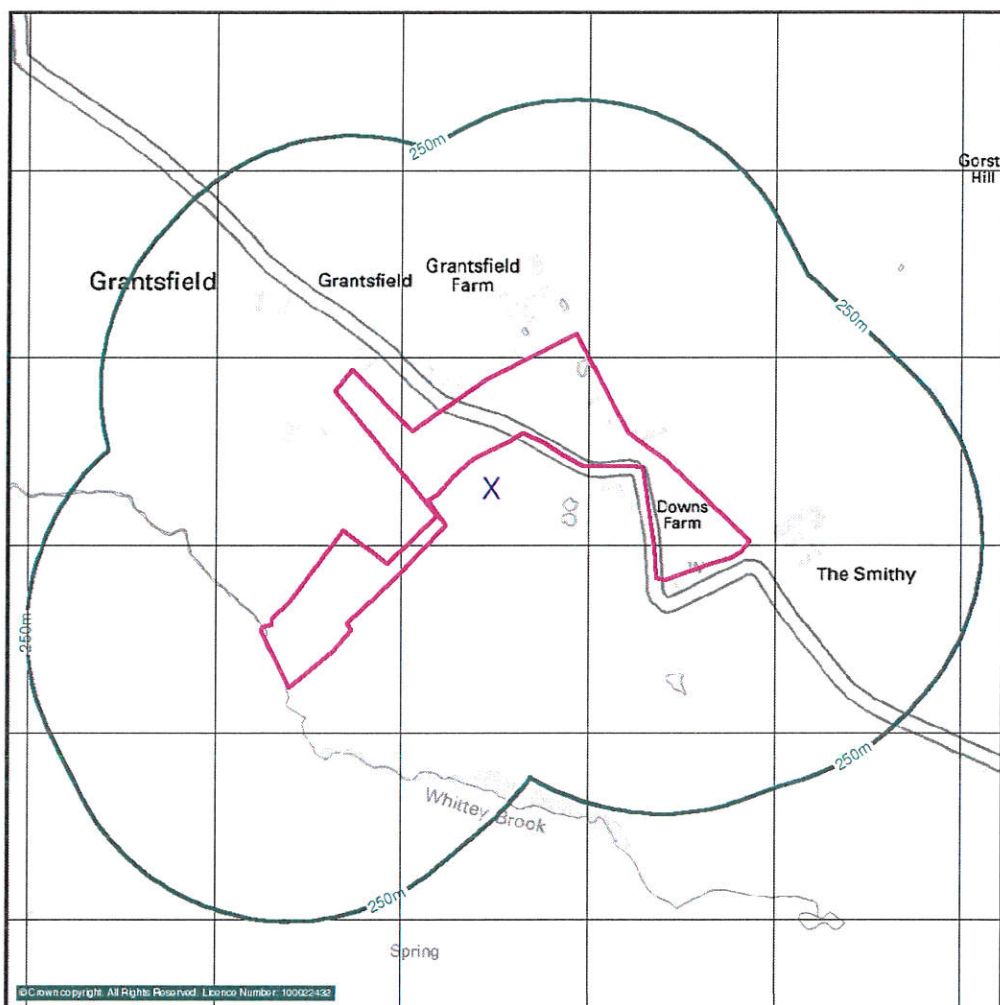 250m
Gorst
Hill
Grantsfield
Grantsfield
Grantsfield
Farm
250m
X
Downs
Farm
The Smithy
250m
250m
Whittey Brook
250m
Spring
© Crown copyright. All Rights Reserved. Licence Number: 100022432